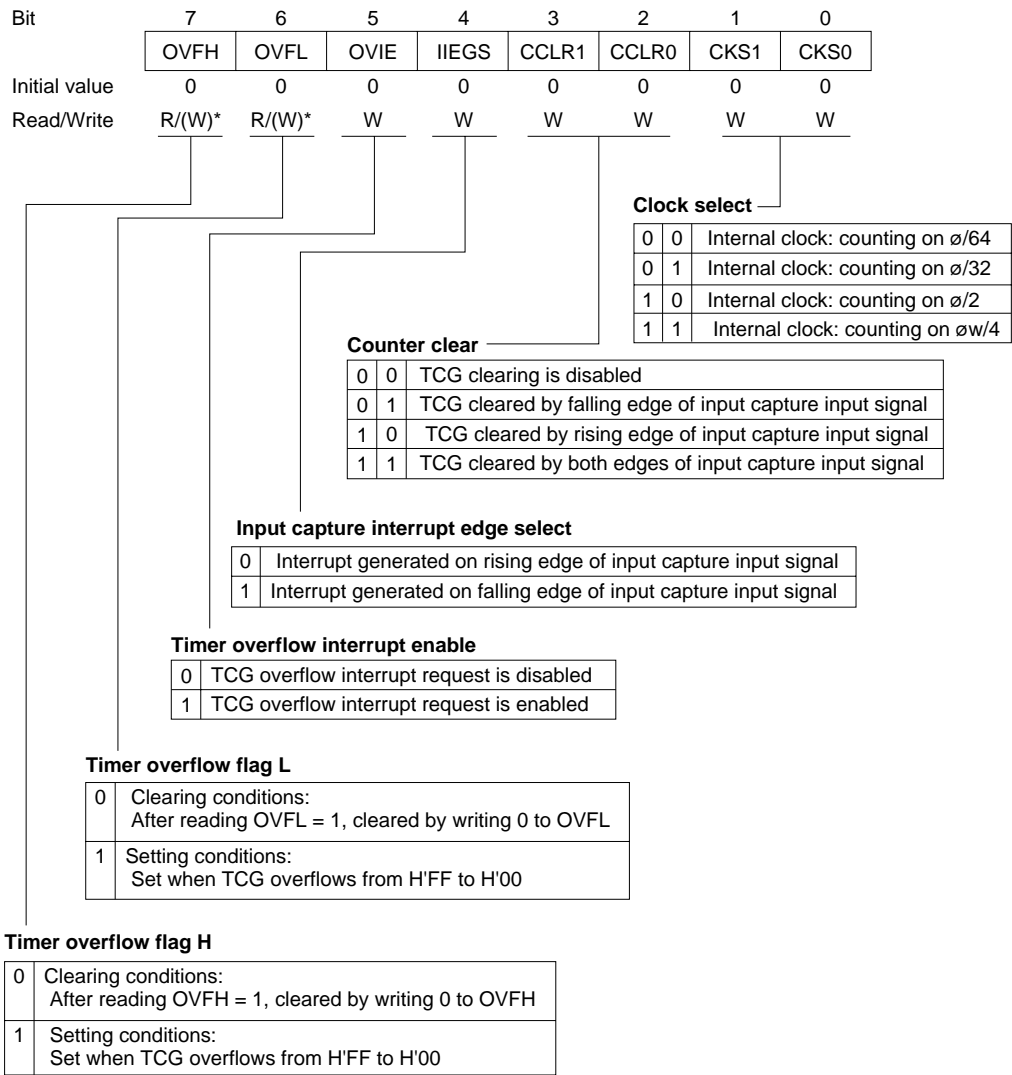 Bit 7 6 5 4 3 2 1 0
OVFH OVFL OVIE IIEGS CCLR1 CCLR0 CKS1 CKS0
Initial value 0 0 0 0 0 0 0 0
Read/Write R/(W)* R/(W)* W W W W W W
Clock select
0 0 Internal clock: counting on ø/64
0 1 Internal clock: counting on ø/32
1 0 Internal clock: counting on ø/2
1 1 Internal clock: counting on øw/4
Counter clear
0 0 TCG clearing is disabled
0 1 TCG cleared by falling edge of input capture input signal
1 0 TCG cleared by rising edge of input capture input signal
1 1 TCG cleared by both edges of input capture input signal
Input capture interrupt edge select
0 Interrupt generated on rising edge of input capture input signal
1 Interrupt generated on falling edge of input capture input signal
Timer overflow interrupt enable
0 TCG overflow interrupt request is disabled
1 TCG overflow interrupt request is enabled
Timer overflow flag L
0 Clearing conditions:
After reading OVFL = 1, cleared by writing 0 to OVFL
1 Setting conditions:
Set when TCG overflows from H'FF to H'00
Timer overflow flag H
0 Clearing conditions:
After reading OVFH = 1, cleared by writing 0 to OVFH
1 Setting conditions:
Set when TCG overflows from H'FF to H'00